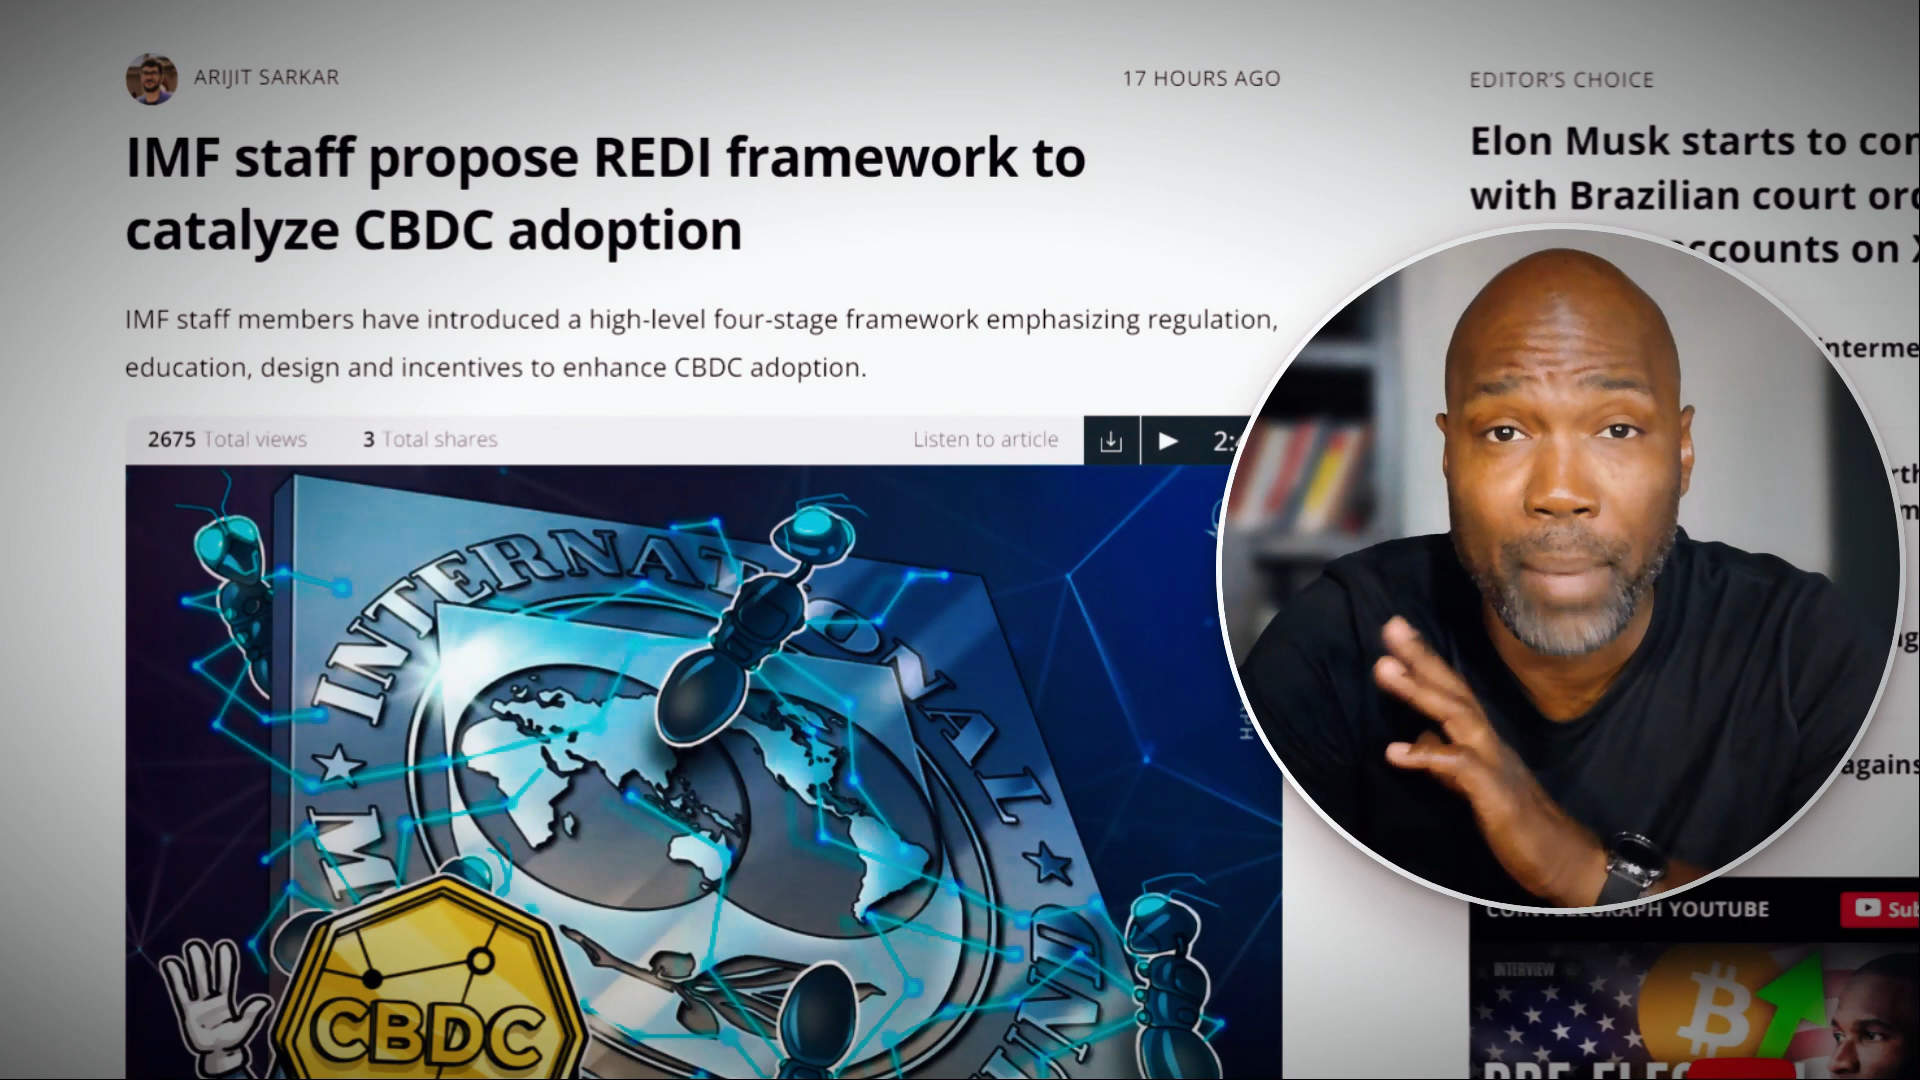 ARIJIT SARKAR
17 HOURS AGO
IMF staff propose REDI framework to
catalyze CBDC adoption
IMF staff members have introduced a high-level four-stage framework emphasizing regulation,
education, design and incentives to enhance CBDC adoption.
2675 Total views
3 Total shares
Listen to article
INTERNATIONAL
CBDC
EDITOR'S CHOICE
Elon Musk starts to
with Brazilian court
on
COINTELEGRAPH YOUTUBE
INTERVIEW